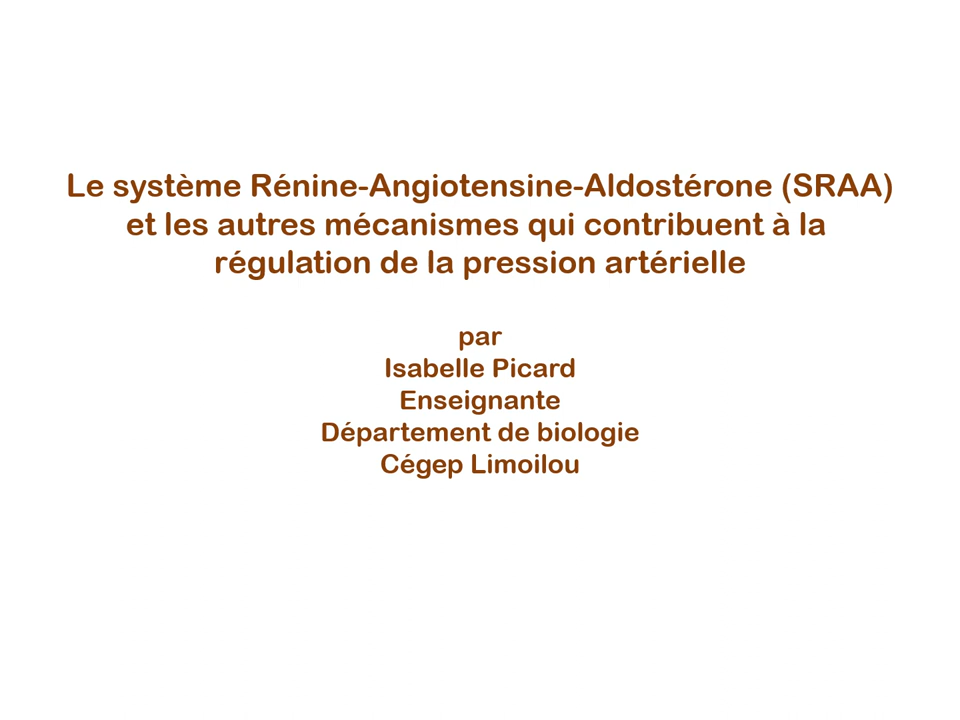 Le système Rénine-Angiotensine-Aldostérone (SRAA)
et les autres mécanismes qui contribuent à la
régulation de la pression artérielle
par
Isabelle Picard
Enseignante
Département de biologie
Cégep Limoilou